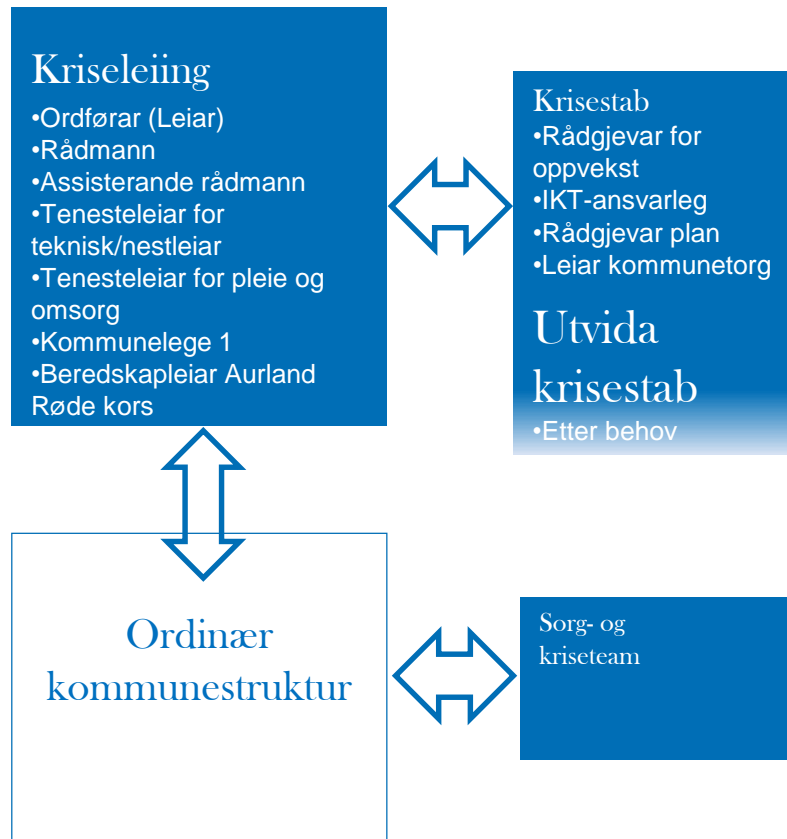 Kriseleiing
•Ordførar (Leiar)
•Rådmann
•Assisterande rådmann
•Tenesteleiar for
teknisk/nestleiar
•Tenesteleiar for pleie og
omsorg
•Kommunelege 1
•Beredskapleiar Aurland
Røde kors
Krisestab
•Rådgjevar for
oppvekst
•IKT-ansvarleg
•Rådgjevar plan
•Leiar kommunetorg
Utvida
krisestab
•Etter behov
Ordinær
kommunestruktur
Sorg- og
kriseteam